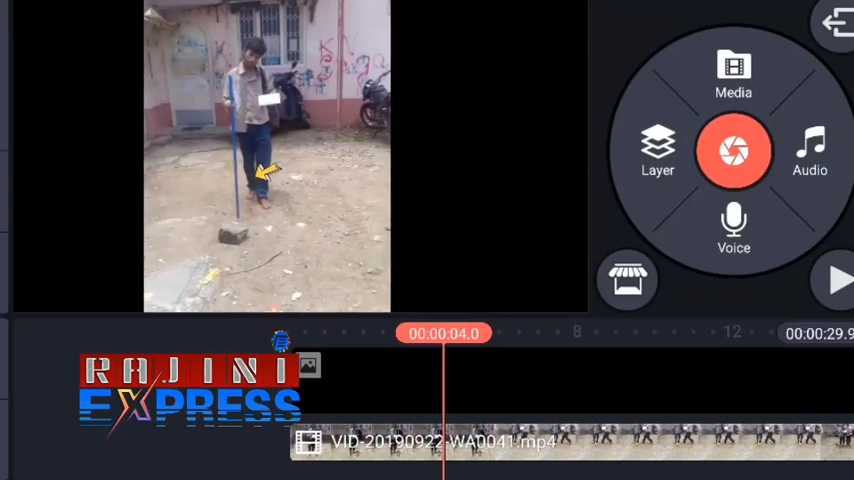 Media
Layer
Audio
Voice
00:00:04.0
8
12
00:00:29.9
RAJINI
EXPRESS
VID-20190922-WA0041.mp4